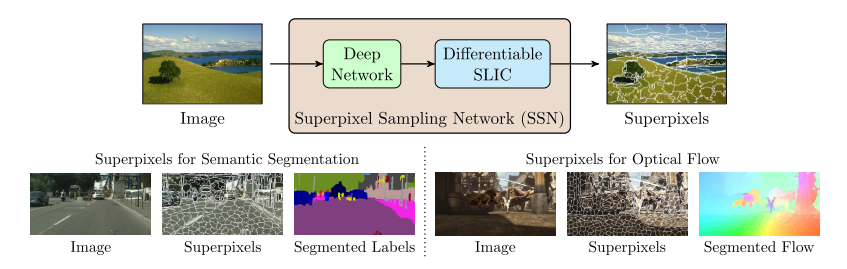 Deep
Network
Differentiable
SLIC
Superpixel Sampling Network (SSN)
Image
Superpixels
Superpixels for Semantic Segmentation
Superpixels for Optical Flow
Image
Superpixels
Segmented Labels
Image
Superpixels
Segmented Flow